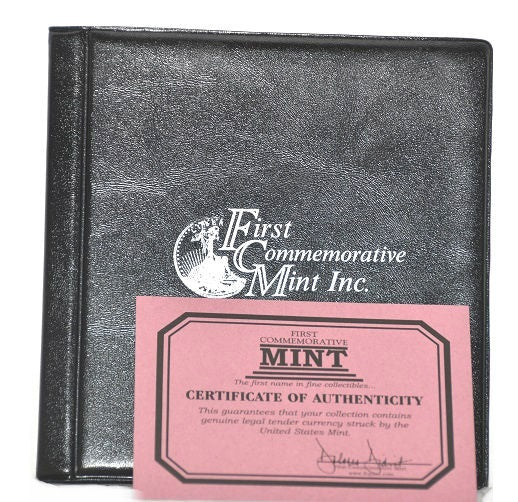 First
Commemorative
Mint Inc.
FIRST
COMMEMORATIVE
MINT
The first name in fine collectibles...
CERTIFICATE OF AUTHENTICITY
This guarantees that your collection contains
genuine legal tender currency struck by the
United States Mint.